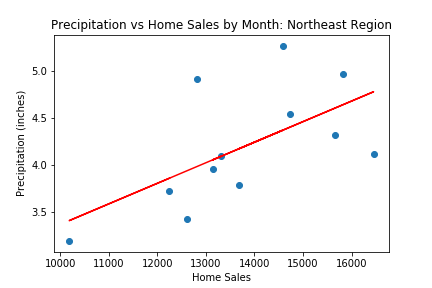 Precipitation vs Home Sales by Month: Northeast Region
Precipitation (inches)
5.0
4.5
4.0
3.5
10000 11000 12000 13000 14000 15000 16000
Home Sales